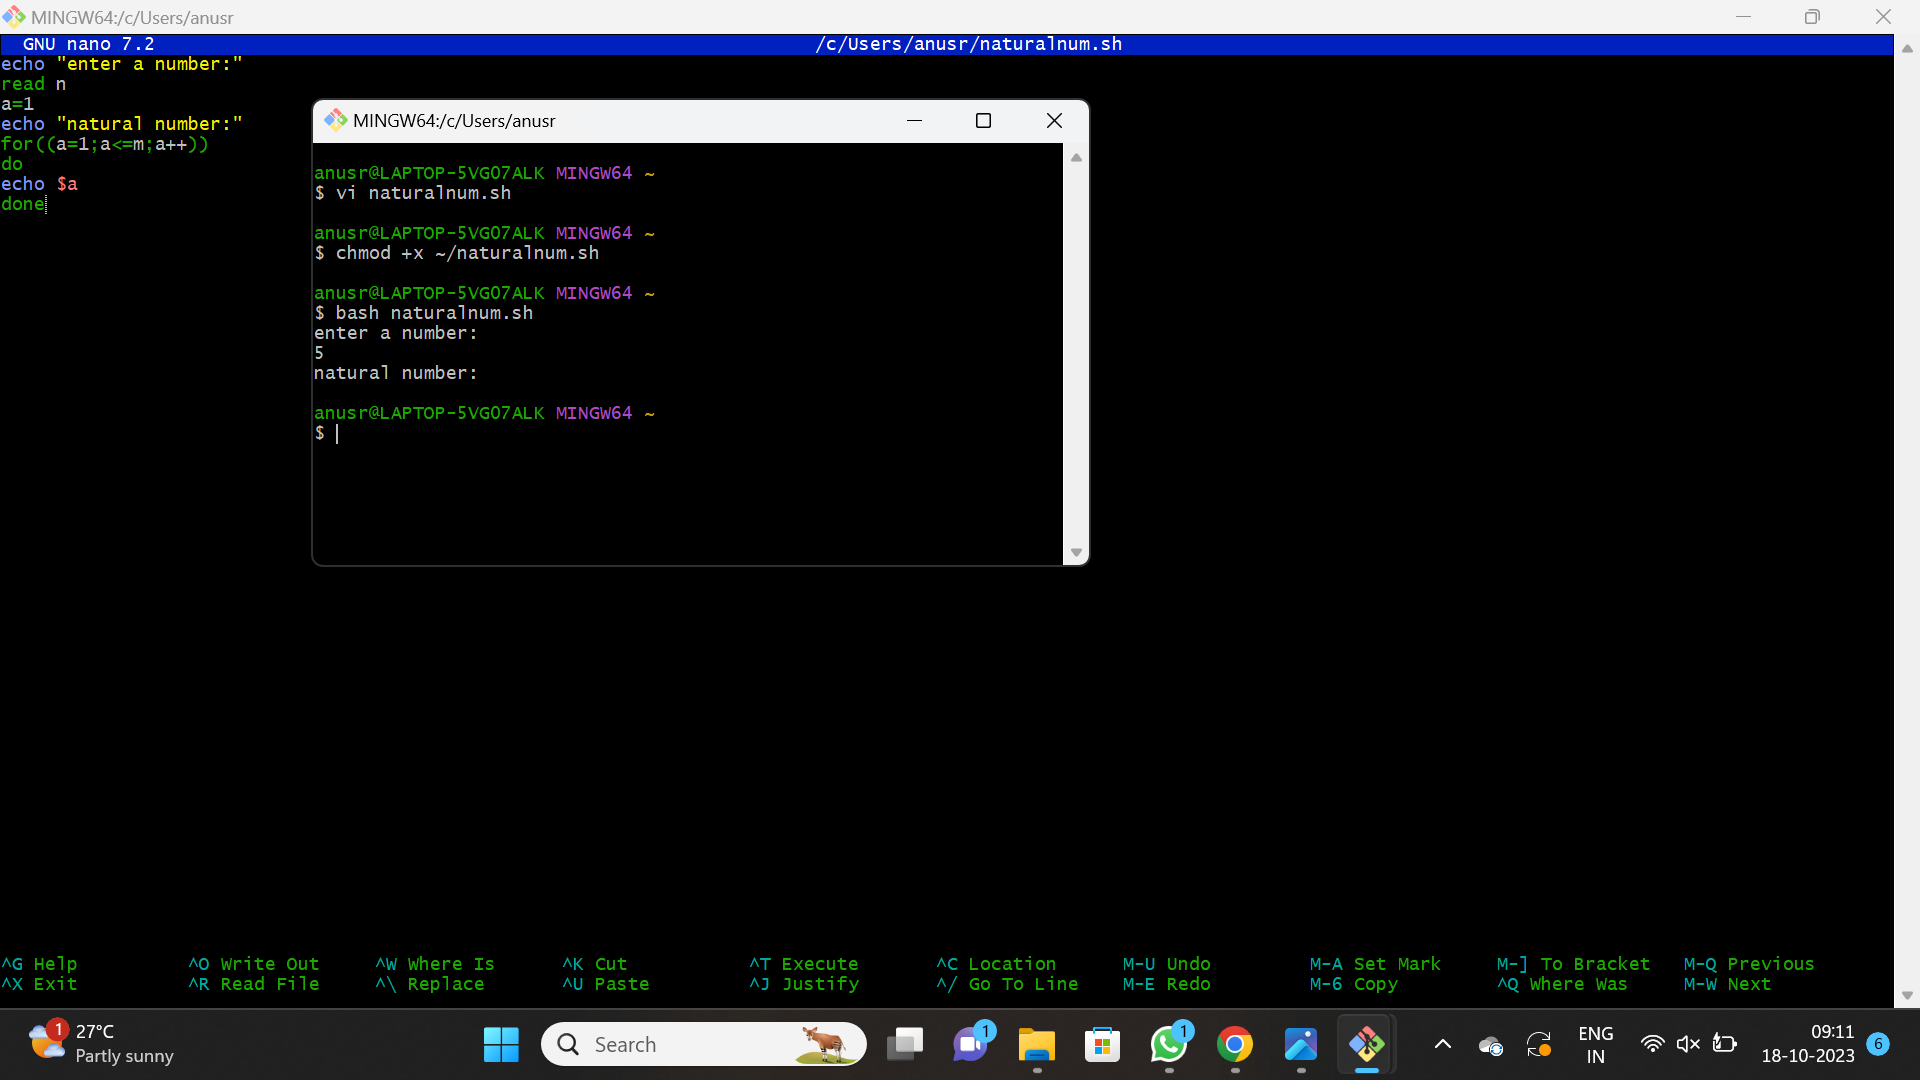 MINGW64:/c/Users/anusr
GNU nano 7.2 /c/Users/anusr/naturalnum.sh
echo "enter a number:"
read n
a=1
echo "natural number:"
for((a=1;a<=m;a++))
do
echo $a
done
MINGW64:/c/Users/anusr
anusr@LAPTOP-5VGO7ALK MINGW64 ~
$ vi naturalnum.sh
anusr@LAPTOP-5VGO7ALK MINGW64 ~
$ chmod +x ~/naturalnum.sh
anusr@LAPTOP-5VGO7ALK MINGW64 ~
$ bash naturalnum.sh
enter a number:
5
natural number:
anusr@LAPTOP-5VGO7ALK MINGW64 ~
$
^G Help ^O Write Out ^W Where Is ^K Cut ^T Execute ^C Location M-U Undo M-A Set Mark M-] To Bracket M-Q Previous
^X Exit ^R Read File ^\ Replace ^U Paste ^J Justify ^/ Go To Line M-E Redo M-6 Copy ^Q Where Was M-W Next
1
27°C
Partly sunny
Search
1
1
ENG
IN
09:11
18-10-2023
6